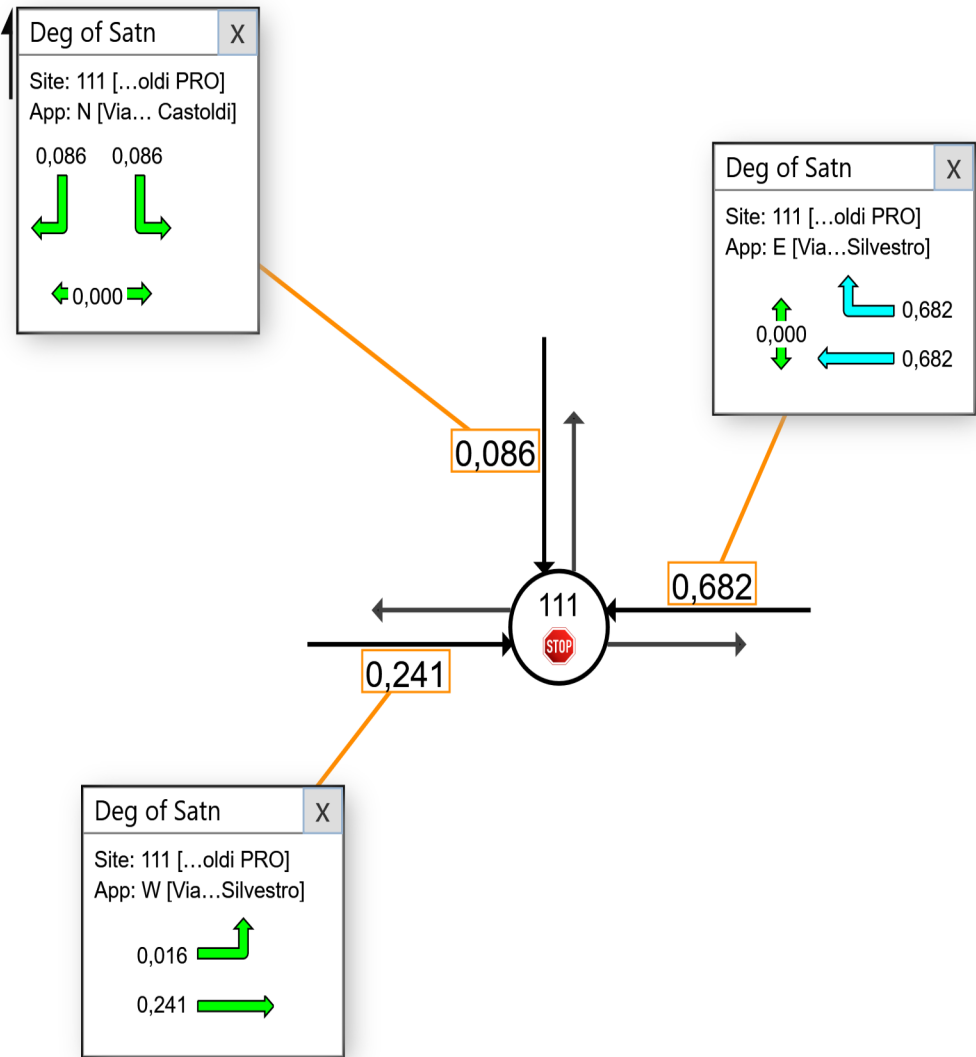 Deg of Satn X
Site: 111 [...oldi PRO]
App: N [Via... Castoldi]
0,086 0,086
0,000
Deg of Satn X
Site: 111 [...oldi PRO]
App: E [Via...Silvestro]
0,682
0,000
0,682
0,086
0,682
111
STOP
0,241
Deg of Satn X
Site: 111 [...oldi PRO]
App: W [Via...Silvestro]
0,016
0,241